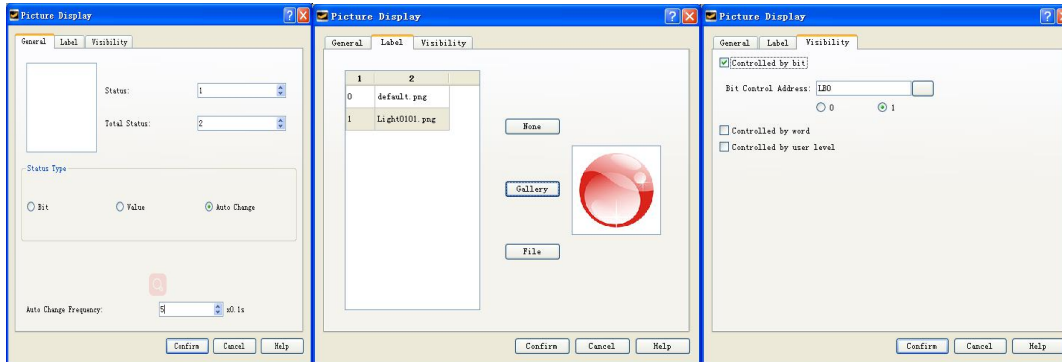 Picture Display
General Label Visibility
Status: 1
Total Status: 2
Status Type
Bit Value Auto Change
Auto Change Frequency: 5 x0.1s
Confirm Cancel Help
Picture Display
General Label Visibility
1 2
0 default.png
1 Light0101.png
None
Gallery
File
Confirm Cancel Help
Picture Display
General Label Visibility
Controlled by bit
Bit Control Address: LB0
0 1
Controlled by word
Controlled by user level
Confirm Cancel Help